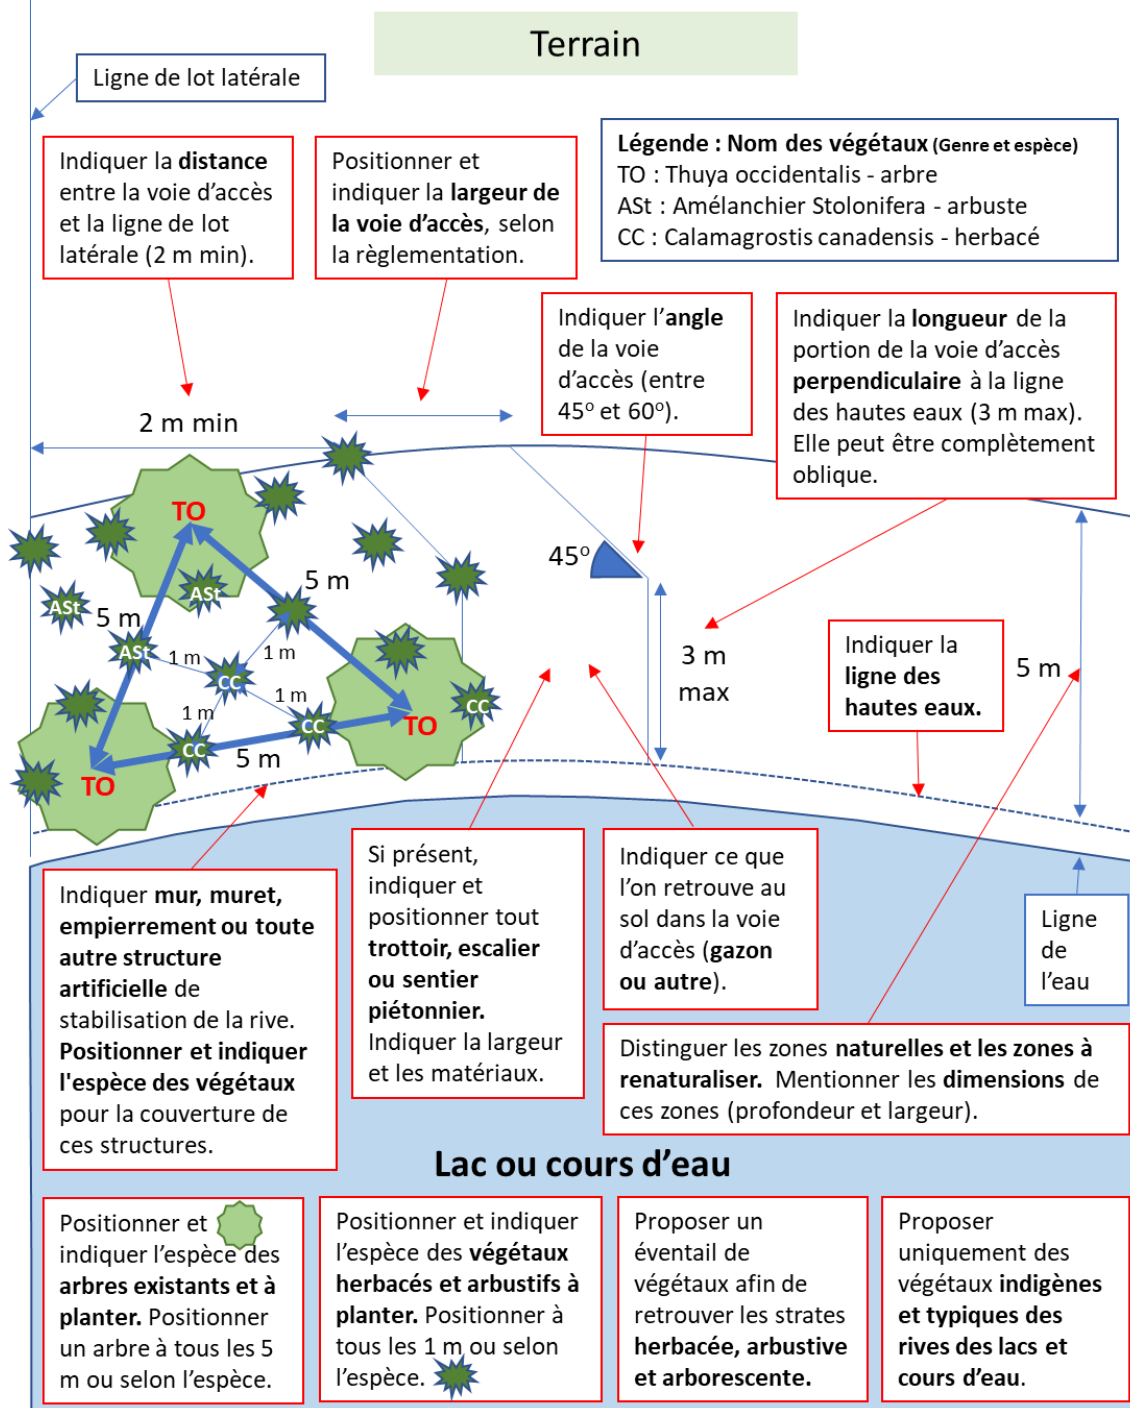 Terrain
Ligne de lot latérale
Indiquer la distance
entre la voie d'accès
et la ligne de lot
latérale (2 m min).
Positionner et
indiquer la largeur de
la voie d'accès, selon
la règlementation.
Légende : Nom des végétaux (Genre et espèce)
TO : Thuya occidentalis - arbre
ASt : Amélanchier Stolonifera - arbuste
CC : Calamagrostis canadensis - herbacé
Indiquer l'angle
de la voie
d'accès (entre
45° et 60°).
Indiquer la longueur de la
portion de la voie d'accès
perpendiculaire à la ligne
des hautes eaux (3 m max).
Elle peut être complètement
oblique.
2 m min
TO
45°
5 m
ASt
ASt
5 m
ASt
1 m
1 m
CC
3 m
max
Indiquer la
ligne des
hautes eaux.
5 m
1 m
CC
1 m
CC
TO
CC
5 m
TO
Indiquer mur, muret,
empierrement ou toute
autre structure
artificielle de
stabilisation de la rive.
Positionner et indiquer
l'espèce des végétaux
pour la couverture de
ces structures.
Si présent,
indiquer et
positionner tout
trottoir, escalier
ou sentier
piétonnier.
Indiquer la largeur
et les matériaux.
Indiquer ce que
l'on retrouve au
sol dans la voie
d'accès (gazon
ou autre).
Ligne
de
l'eau
Distinguer les zones naturelles et les zones à
renaturaliser. Mentionner les dimensions de
ces zones (profondeur et largeur).
Lac ou cours d'eau
Positionner et
indiquer l'espèce des
arbres existants et à
planter. Positionner
un arbre à tous les 5
m ou selon l'espèce.
Positionner et indiquer
l'espèce des végétaux
herbacés et arbustifs à
planter. Positionner à
tous les 1 m ou selon
l'espèce.
Proposer un
éventail de
végétaux afin de
retrouver les strates
herbacée, arbustive
et arborescente.
Proposer
uniquement des
végétaux indigènes
et typiques des
rives des lacs et
cours d'eau.